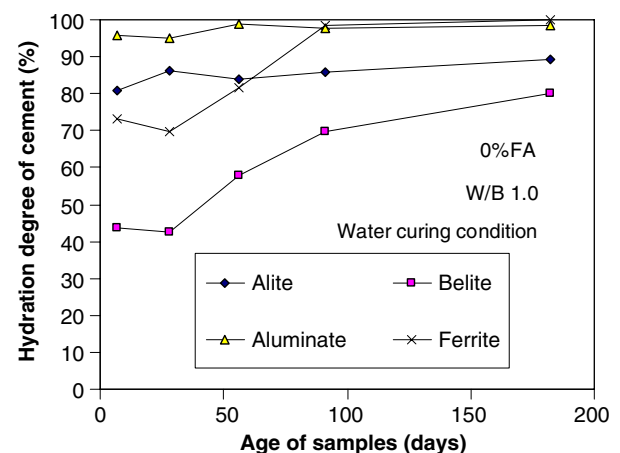 Hydration degree of cement (%)
100
90
80
70
60
50
40
30
20
10
0
0%FA
W/B 1.0
Water curing condition
Alite
Belite
Aluminate
Ferrite
0 50 100 150 200
Age of samples (days)